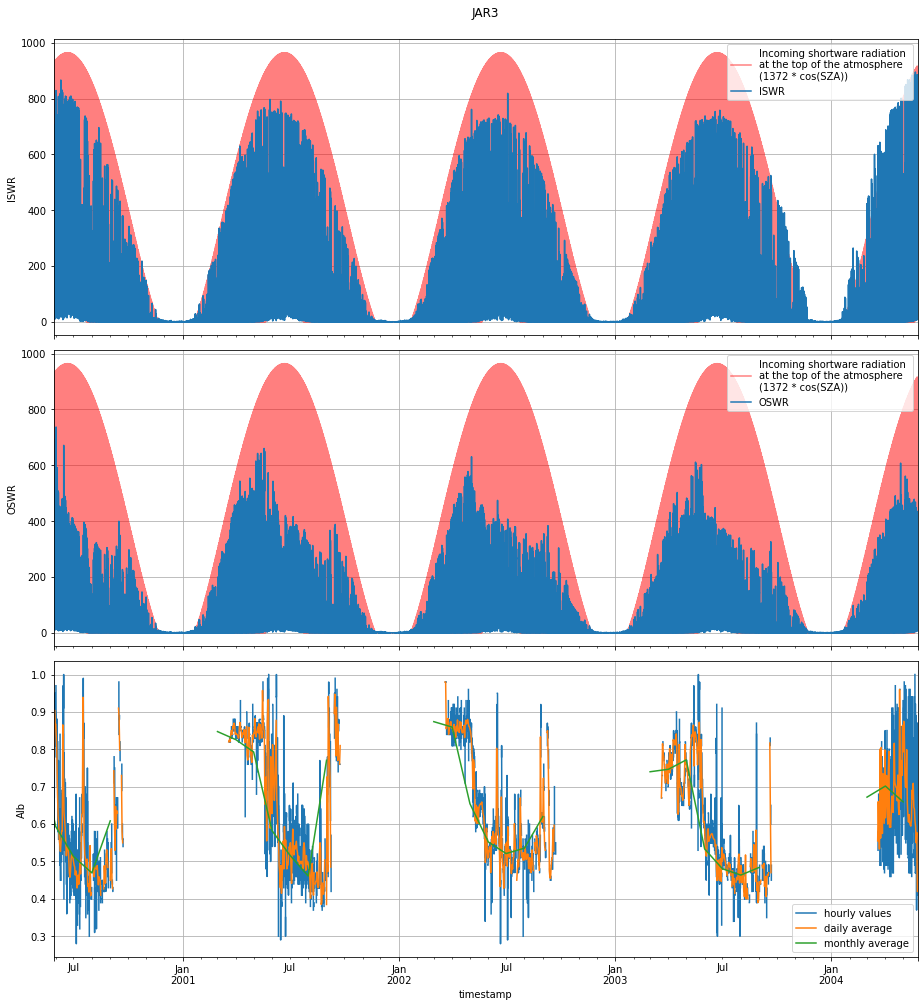 JAR3
1000
800
600
400
200
0
ISWR
Incoming shortware radiation
at the top of the atmosphere
(1372 * cos(SZA))
ISWR
1000
800
600
400
200
0
OSWR
Incoming shortware radiation
at the top of the atmosphere
(1372 * cos(SZA))
OSWR
1.0
0.9
0.8
0.7
0.6
0.5
0.4
0.3
Alb
hourly values
daily average
monthly average
Jul Jan Jul Jan Jul Jan Jul Jan
2001 2002 2003 2004
timestamp